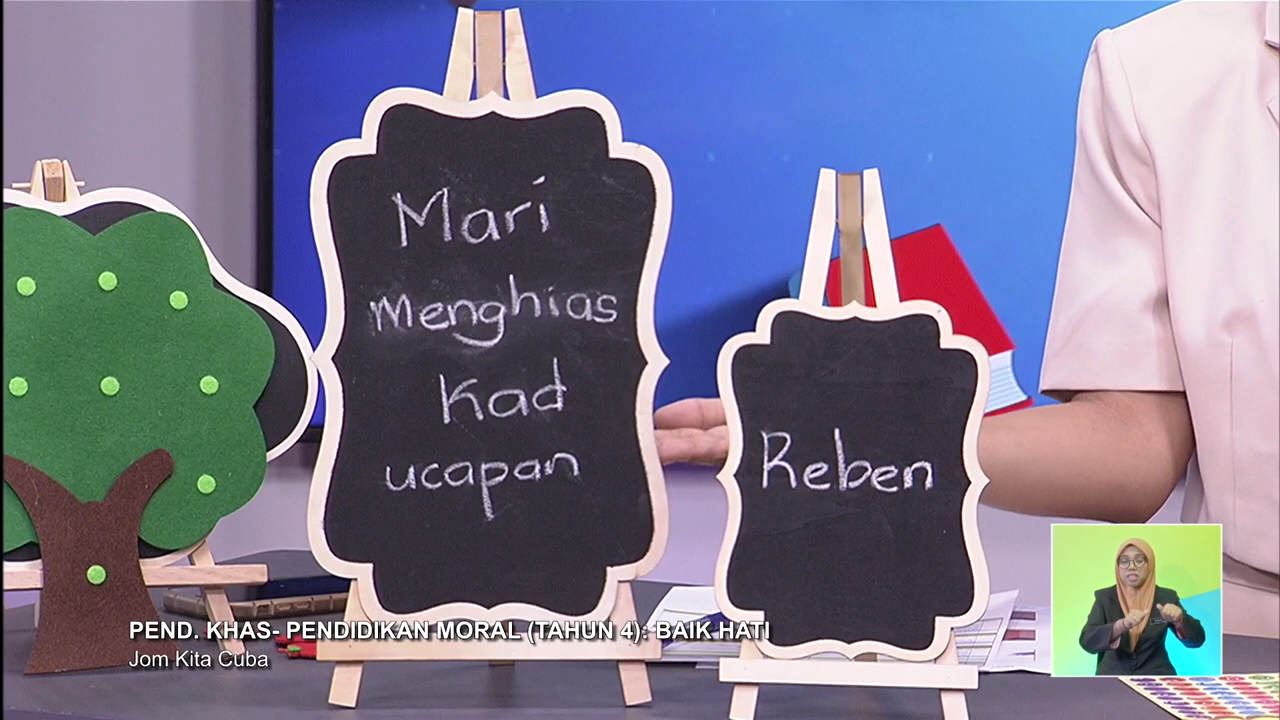 Mari
Menghias
Kad
ucapan
Reben
PEND. KHAS- PENDIDIKAN MORAL (TAHUN 4): BAIK HATI
Jom Kita Cuba